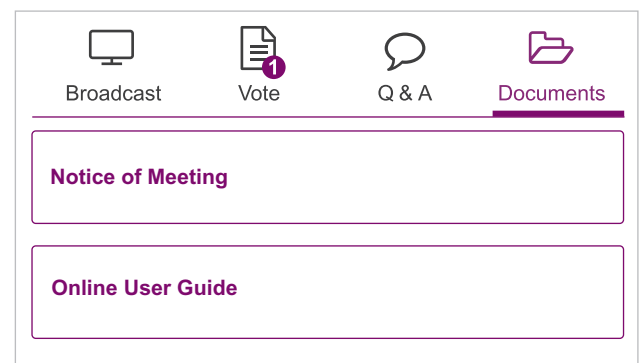 1
Broadcast Vote Q & A Documents
Notice of Meeting
Online User Guide